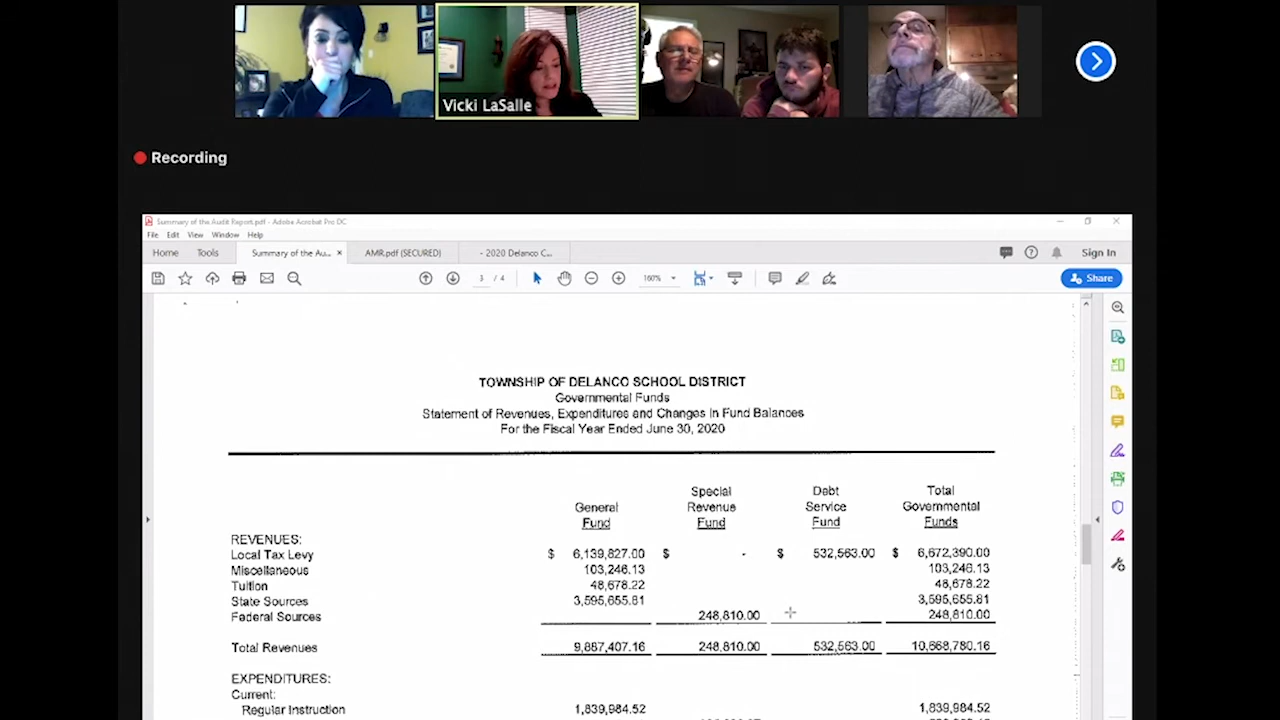 Vicki LaSalle
Recording
Summary of the Audit Report.pdf - Adobe Acrobat Pro DC
File Edit View Window Help
Home Tools Summary of the Au... × AMR.pdf (SECURED) - 2020 Delanco C... Sign In
3 / 4 160% Share
TOWNSHIP OF DELANCO SCHOOL DISTRICT
Governmental Funds
Statement of Revenues, Expenditures and Changes in Fund Balances
For the Fiscal Year Ended June 30, 2020
Special Debt Total
General Revenue Service Governmental
Fund Fund Fund Funds
REVENUES:
Local Tax Levy $ 6,139,827.00 $ - $ 532,563.00 $ 6,672,390.00
Miscellaneous 103,246.13 103,246.13
Tuition 48,678.22 48,678.22
State Sources 3,595,655.81 3,595,655.81
Federal Sources 248,810.00 248,810.00
Total Revenues 9,887,407.16 248,810.00 532,563.00 10,668,780.16
EXPENDITURES:
Current:
Regular Instruction 1,839,984.52 1,839,984.52